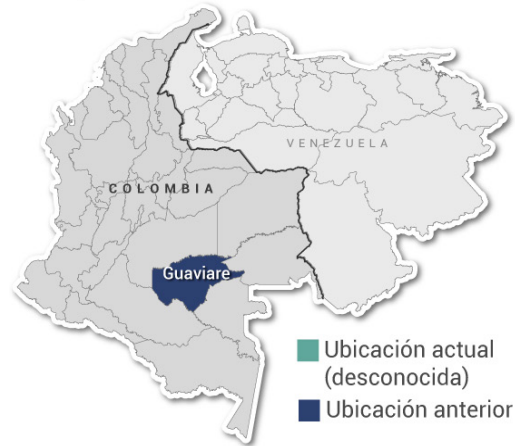 VENEZUELA
COLOMBIA
Guaviare
Ubicación actual
(desconocida)
Ubicación anterior